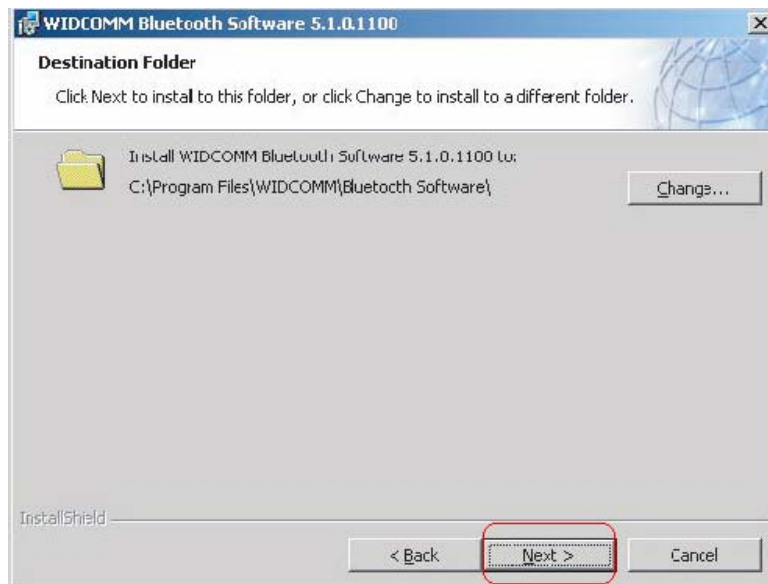 WIDCOMM Bluetooth Software 5.1.0.1100
Destination Folder
Click Next to instal to this folder, or click Change to install to a different folder.
Install WIDCOMM Bluetooth Software 5.1.0.1100 to:
C:\Program Files\WIDCOMM\Bluetooth Software\
Change...
InstallShield
< Back
Next >
Cancel